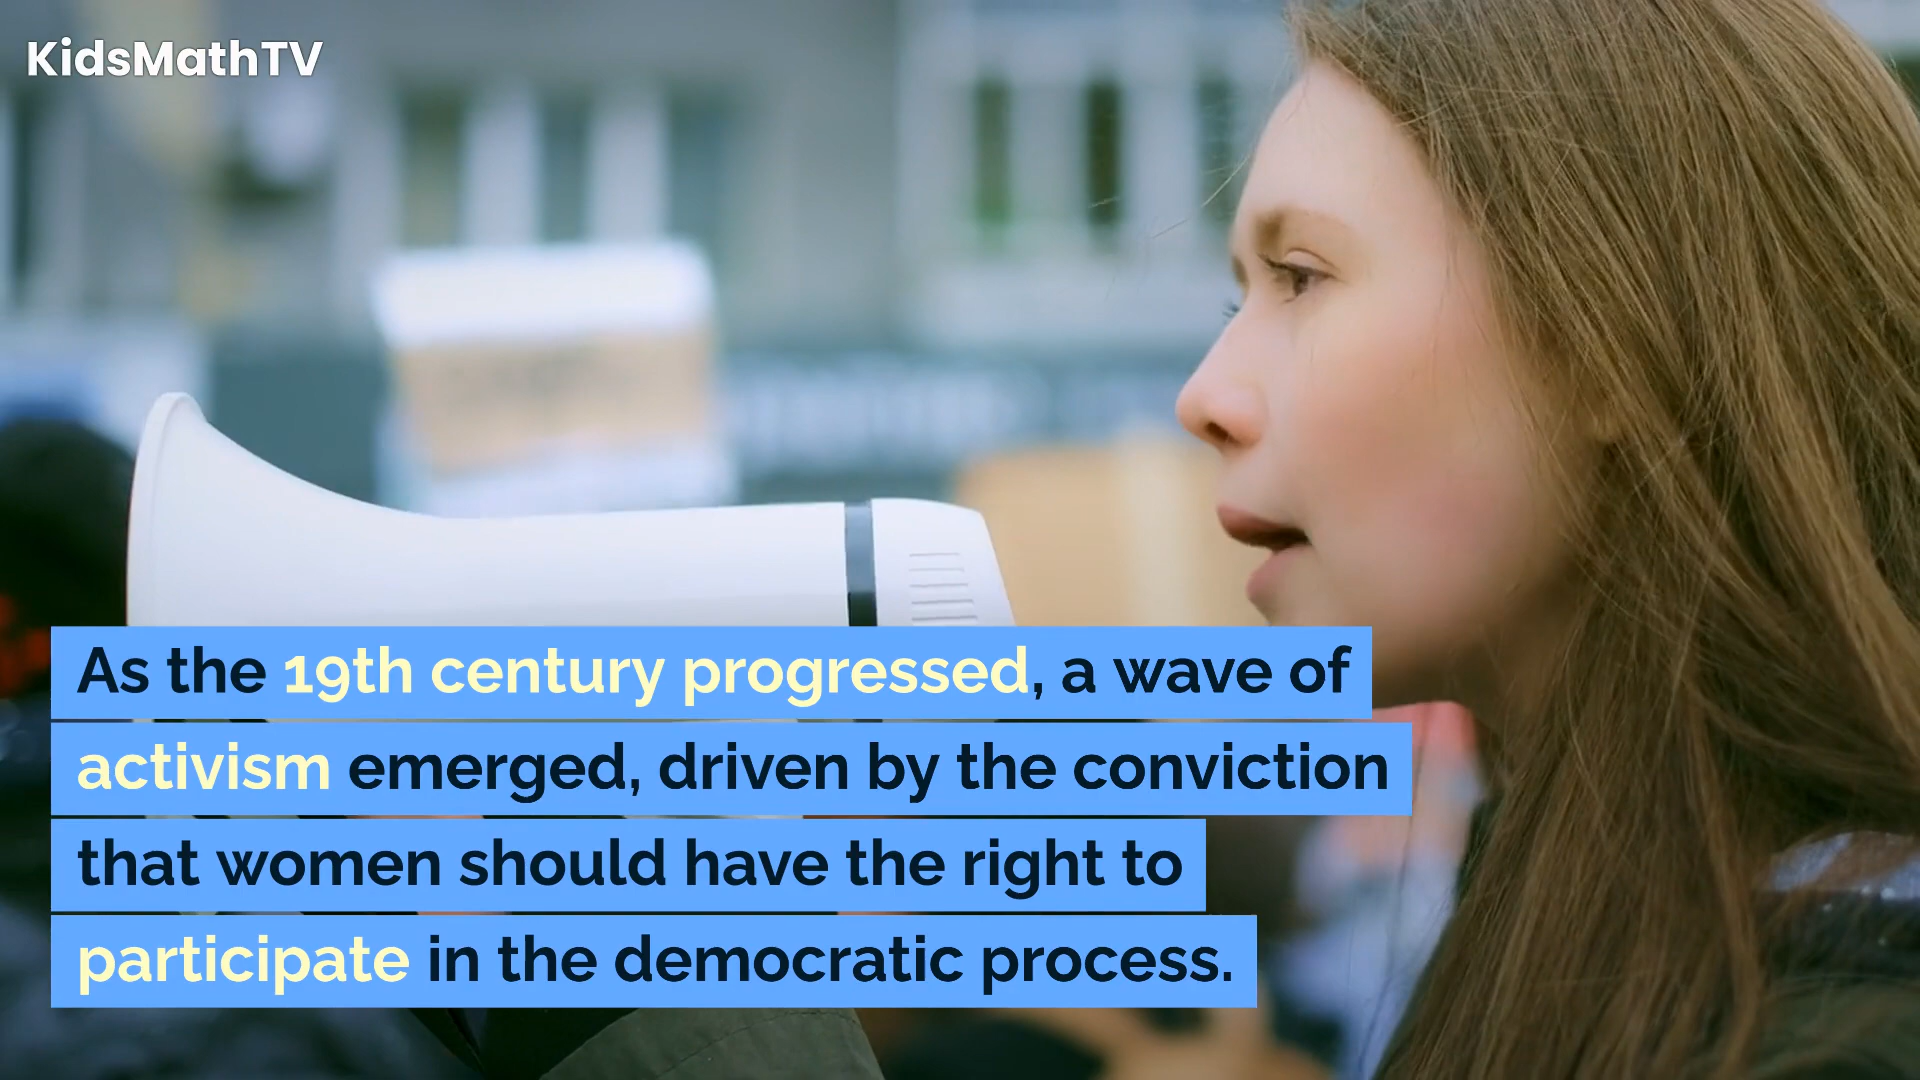 KidsMathTV
As the 19th century progressed, a wave of
activism emerged, driven by the conviction
that women should have the right to
participate in the democratic process.